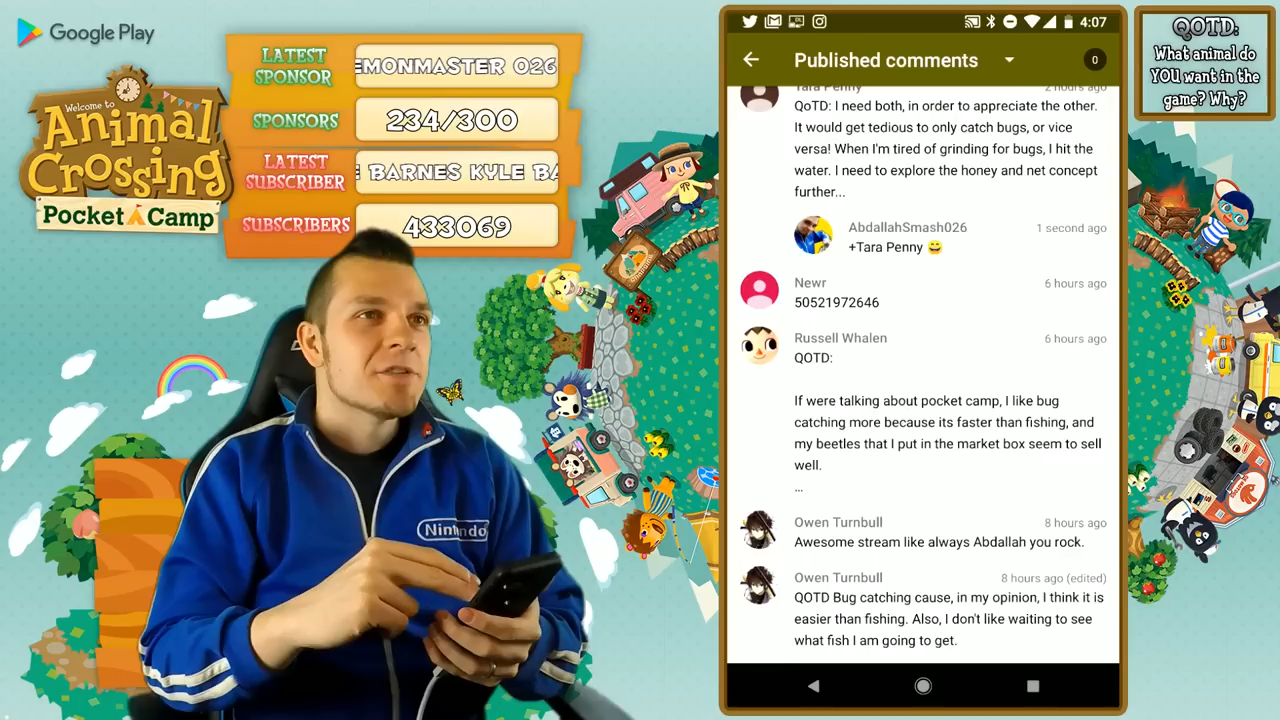 Google Play
Welcome to
Animal
Crossing
Pocket Camp
LATEST
SPONSOR
EMONMASTER 026
SPONSORS
234/300
LATEST
SUBSCRIBER
BARNES KYLE BA
SUBSCRIBERS
433069
Nintendo
4:07
Published comments
0
Tara Penny
2 hours ago
QoTD: I need both, in order to appreciate the other.
It would get tedious to only catch bugs, or vice
versa! When I'm tired of grinding for bugs, I hit the
water. I need to explore the honey and net concept
further...
AbdallahSmash026
1 second ago
+Tara Penny 😄
Newr
6 hours ago
50521972646
Russell Whalen
6 hours ago
QOTD:
If were talking about pocket camp, I like bug
catching more because its faster than fishing, and
my beetles that I put in the market box seem to sell
well.
...
Owen Turnbull
8 hours ago
Awesome stream like always Abdallah you rock.
Owen Turnbull
8 hours ago (edited)
QOTD Bug catching cause, in my opinion, I think it is
easier than fishing. Also, I don't like waiting to see
what fish I am going to get.
QOTD:
What animal do
YOU want in the
game? Why?